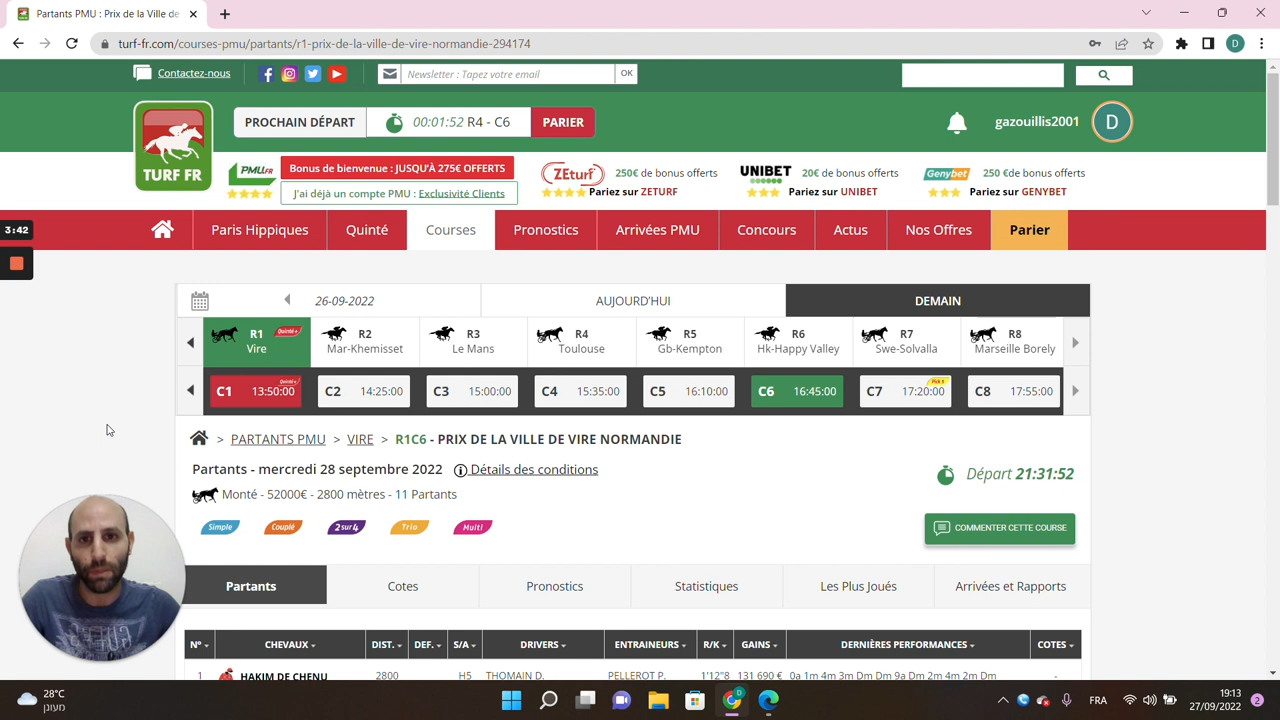 Partants PMU : Prix de la Ville de
turf-fr.com/courses-pmu/partants/r1-prix-de-la-ville-de-vire-normandie-294174
D
Contactez-nous
Newsletter : Tapez votre email
OK
TURF FR
PROCHAIN DÉPART
00:01:52 R4 - C6
PARIER
gazouillis2001
D
PMU.FR
Bonus de bienvenue : JUSQU'À 275€ OFFERTS
J'ai déjà un compte PMU : Exclusivité Clients
ZEturf
250€ de bonus offerts
Pariez sur ZETURF
UNIBET
20€ de bonus offerts
Pariez sur UNIBET
Genybet
250 €de bonus offerts
Pariez sur GENYBET
3:42
Paris Hippiques
Quinté
Courses
Pronostics
Arrivées PMU
Concours
Actus
Nos Offres
Parier
26-09-2022
AUJOURD'HUI
DEMAIN
R1 Quinté+
Vire
R2
Mar-Khemisset
R3
Le Mans
R4
Toulouse
R5
Gb-Kempton
R6
Hk-Happy Valley
R7
Swe-Solvalla
R8
Marseille Borely
C1 13:50:00 Quinté+
C2 14:25:00
C3 15:00:00
C4 15:35:00
C5 16:10:00
C6 16:45:00
C7 17:20:00 Pick 5
C8 17:55:00
> PARTANTS PMU > VIRE > R1C6 - PRIX DE LA VILLE DE VIRE NORMANDIE
Partants - mercredi 28 septembre 2022 Détails des conditions
Départ 21:31:52
Monté - 52000€ - 2800 mètres - 11 Partants
Simple
Couplé
2sur4
Trio
Multi
COMMENTER CETTE COURSE
Partants
Cotes
Pronostics
Statistiques
Les Plus Joués
Arrivées et Rapports
N° CHEVAUX DIST. DEF. S/A DRIVERS ENTRAINEURS R/K GAINS DERNIÈRES PERFORMANCES COTES
1 HAKIM DE CHENU 2800 H5 THOMAIN D. PELLEROT P. 1'12"8 131 690 € 0a 1m 4m 3m Dm Dm 9a Dm 2m 4m 2m Dm -
28°C
מעונן
FRA
19:13
27/09/2022
2